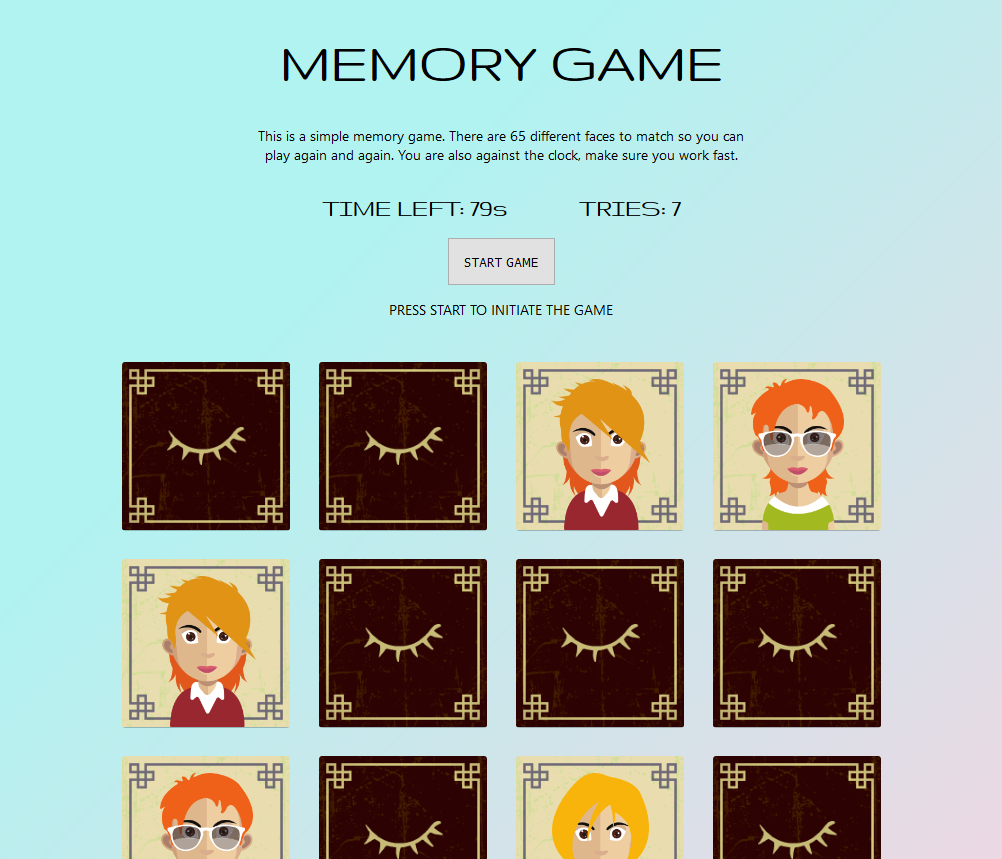 MEMORY GAME
This is a simple memory game. There are 65 different faces to match so you can
play again and again. You are also against the clock, make sure you work fast.
TIME LEFT: 79s TRIES: 7
START GAME
PRESS START TO INITIATE THE GAME